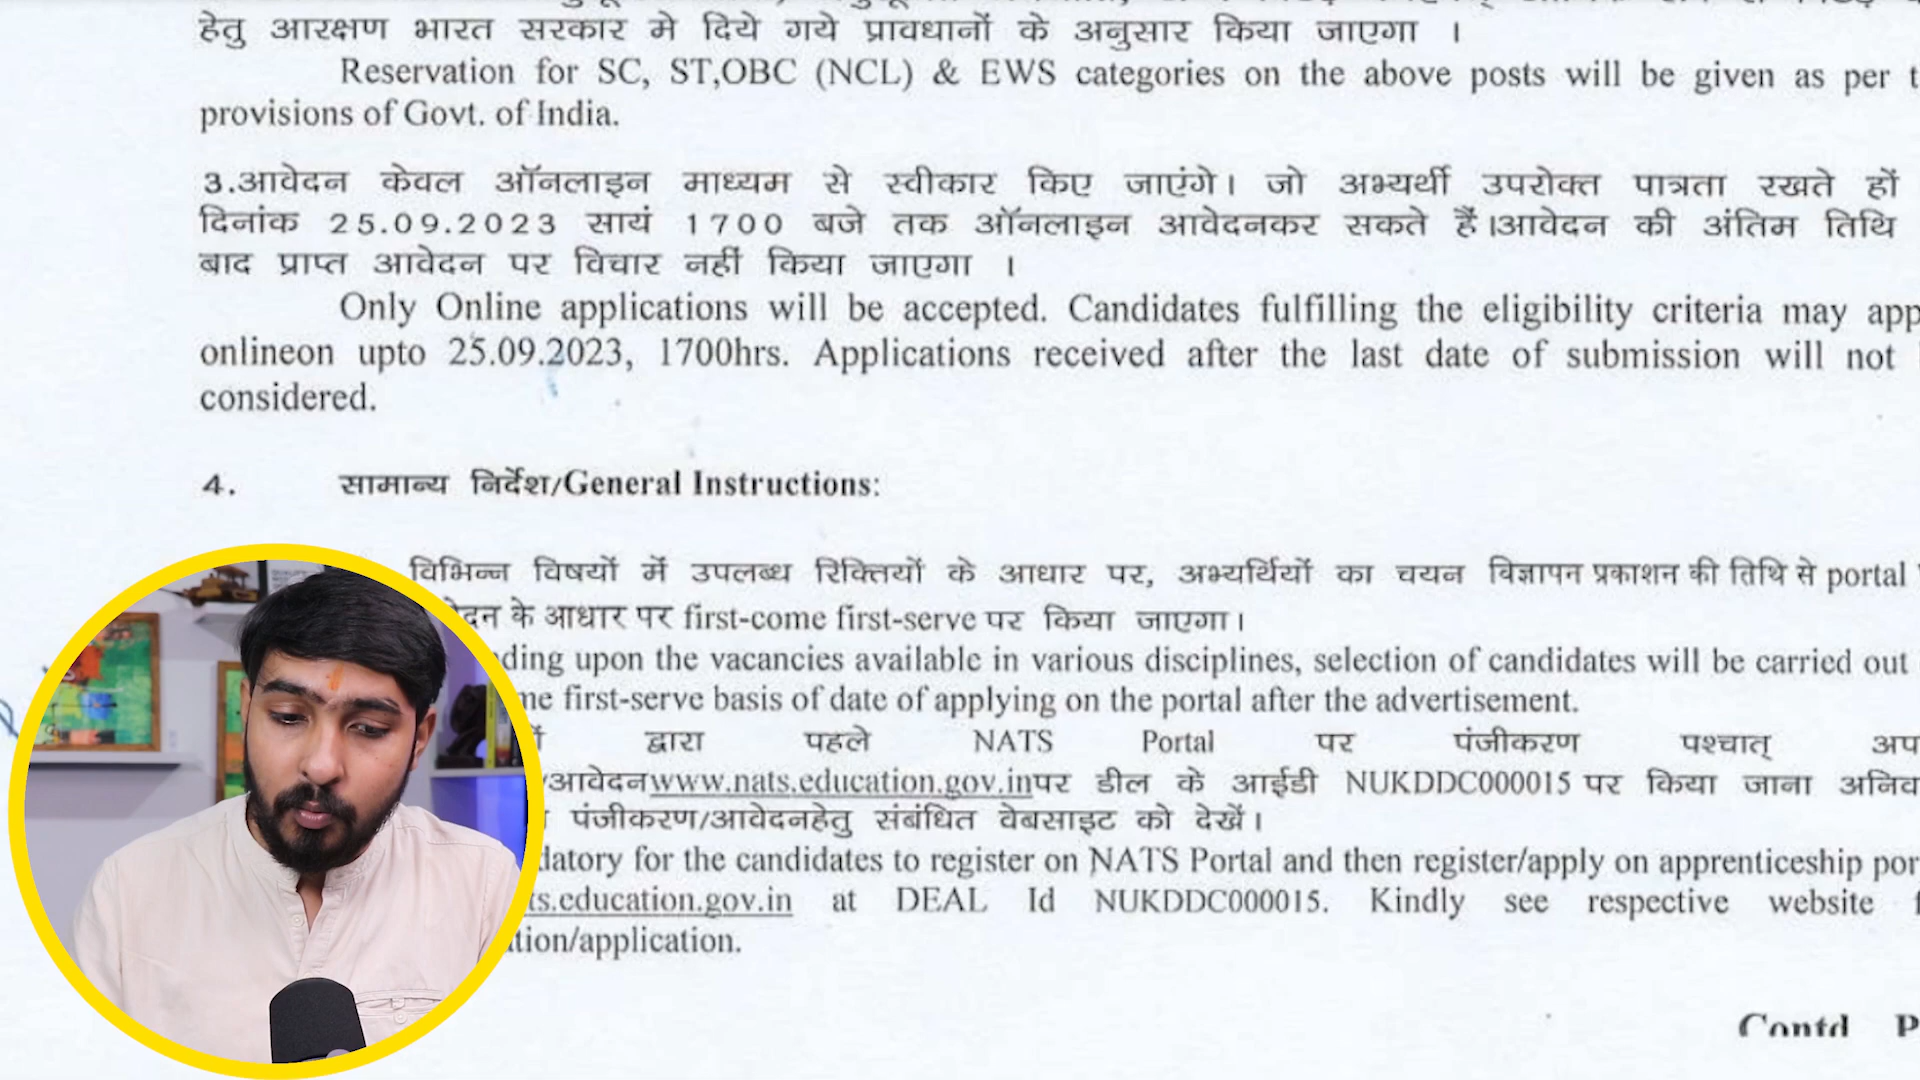 हेतु आरक्षण भारत सरकार मे दिये गये प्रावधानों के अनुसार किया जाएगा ।
Reservation for SC, ST,OBC (NCL) & EWS categories on the above posts will be given as per
provisions of Govt. of India.
3.आवेदन केवल ऑनलाइन माध्यम से स्वीकार किए जाएंगे। जो अभ्यर्थी उपरोक्त पात्रता रखते हों
दिनांक 25.09.2023 सायं 1700 बजे तक ऑनलाइन आवेदनकर सकते हैं।आवेदन की अंतिम तिथि
बाद प्राप्त आवेदन पर विचार नहीं किया जाएगा ।
Only Online applications will be accepted. Candidates fulfilling the eligibility criteria may
onlineon upto 25.09.2023, 1700hrs. Applications received after the last date of submission will not
considered.
4. सामान्य निर्देश/General Instructions:
विभिन्न विषयों में उपलब्ध रिक्तियों के आधार पर, अभ्यर्थियों का चयन विज्ञापन प्रकाशन की तिथि से portal
के आधार पर first-come first-serve पर किया जाएगा।
upon the vacancies available in various disciplines, selection of candidates will be carried out
first-serve basis of date of applying on the portal after the advertisement.
द्वारा पहले NATS Portal पर पंजीकरण पश्चात्
/आवेदनwww.nats.education.gov.inपर डील के आईडी NUKDDC000015 पर किया जाना
पंजीकरण/आवेदनहेतु संबंधित वेबसाइट को देखें।
for the candidates to register on NATS Portal and then register/apply on apprenticeship
.education.gov.in at DEAL Id NUKDDC000015. Kindly see respective website
/application.
Contd